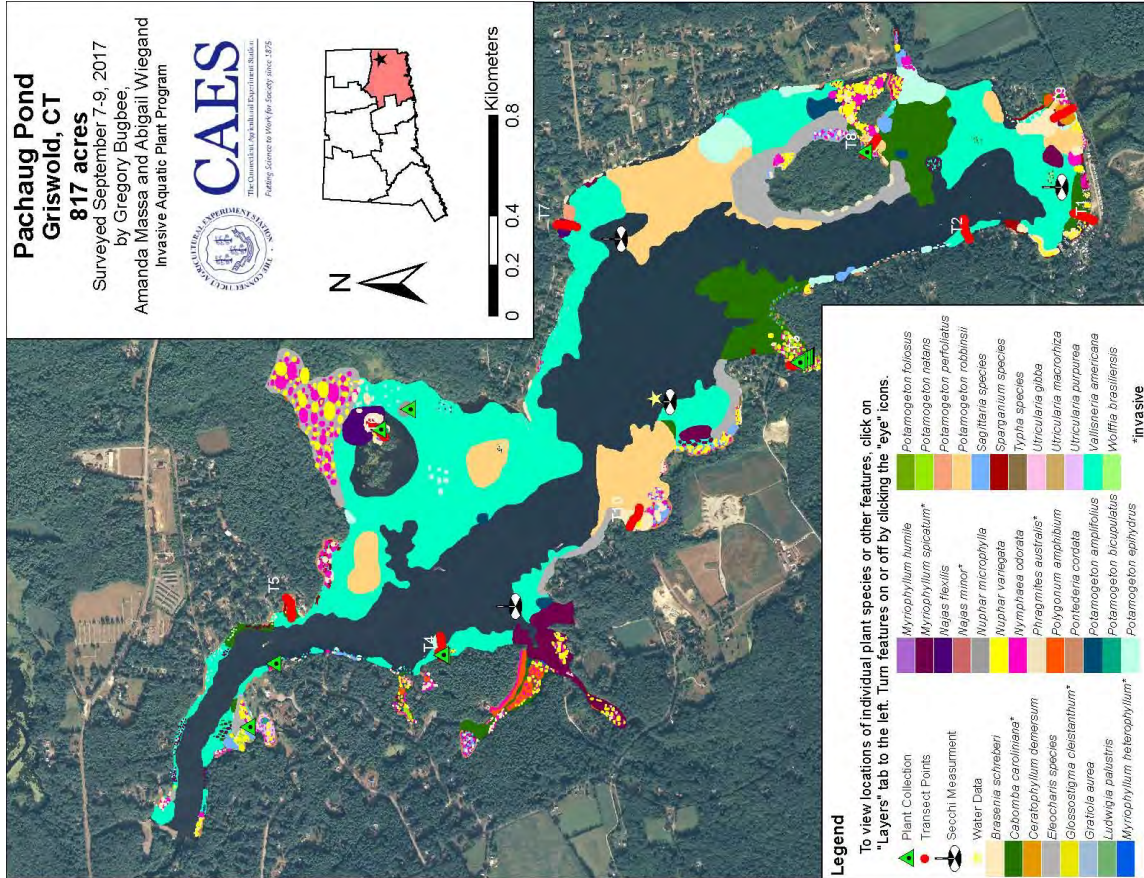 Pachaug Pond
Griswold, CT
817 acres
Surveyed September 7-9, 2017
by Gregory Bugbee,
Amanda Massa and Abigail Wiegand
Invasive Aquatic Plant Program
CAES
The Connecticut Agricultural Experiment Station
Putting Science to Work for Society since 1875
THE CONNECTICUT AGRICULTURAL EXPERIMENT STATION
N
0 0.2 0.4 0.8
Kilometers
T7
T8
T9
T2
T1
T6
T5
T10
T4
Legend
To view locations of individual plant species or other features, click on
"Layers" tab to the left. Turn features on or off by clicking the "eye" icons.
Plant Collection
Transect Points
Secchi Measurment
Water Data
Brasenia schreberi
Cabomba caroliniana*
Ceratophyllum demersum
Eleocharis species
Glossostigma cleistanthum*
Gratiola aurea
Ludwigia palustris
Myriophyllum heterophyllum*
Myriophyllum humile
Myriophyllum spicatum*
Najas flexilis
Najas minor*
Nuphar microphylla
Nuphar variegata
Nymphaea odorata
Phragmites australis*
Polygonum amphibium
Pontederia cordata
Potamogeton amplifolius
Potamogeton bicupulatus
Potamogeton epihydrus
Potamogeton foliosus
Potamogeton natans
Potamogeton perfoliatus
Potamogeton robbinsii
Sagittaria species
Sparganium species
Typha species
Utricularia gibba
Utricularia macrorhiza
Utricularia purpurea
Vallisneria americana
Wolffia brasiliensis
*invasive